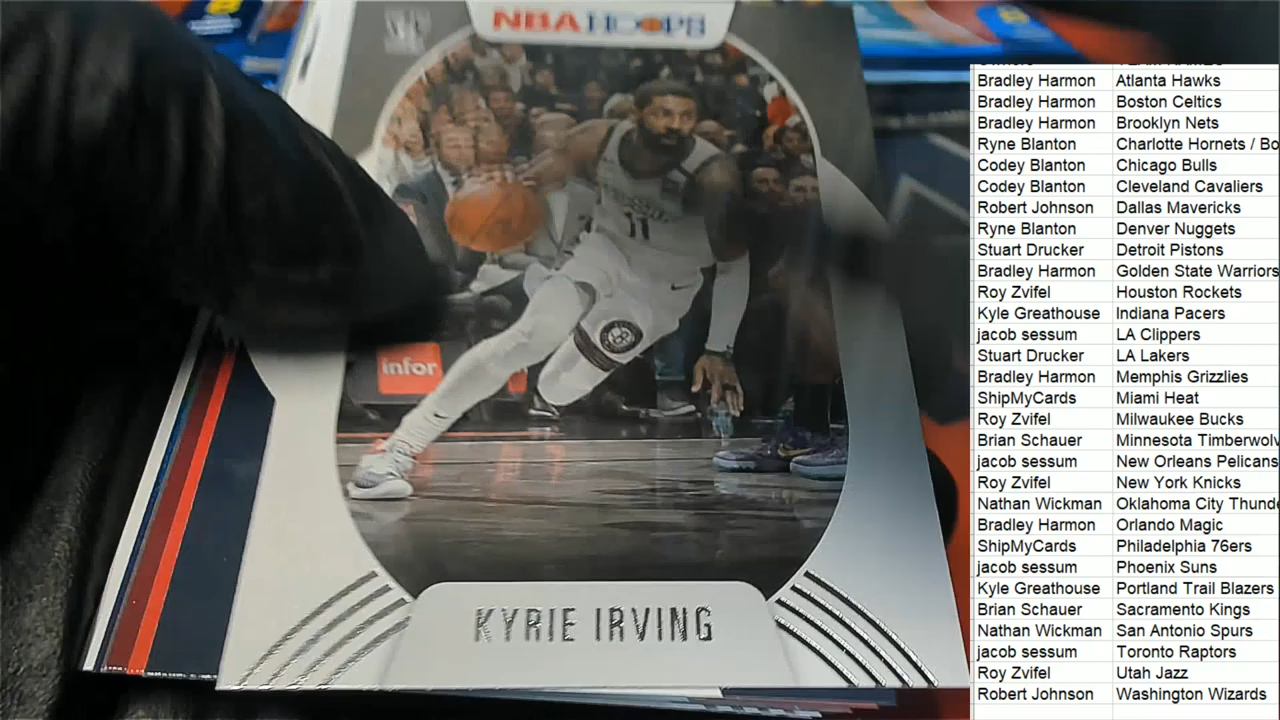 NBA HOOPS
11
infor
KYRIE IRVING
Bradley Harmon Atlanta Hawks
Bradley Harmon Boston Celtics
Bradley Harmon Brooklyn Nets
Ryne Blanton Charlotte Hornets / Bo
Codey Blanton Chicago Bulls
Codey Blanton Cleveland Cavaliers
Robert Johnson Dallas Mavericks
Ryne Blanton Denver Nuggets
Stuart Drucker Detroit Pistons
Bradley Harmon Golden State Warriors
Roy Zvifel Houston Rockets
Kyle Greathouse Indiana Pacers
jacob sessum LA Clippers
Stuart Drucker LA Lakers
Bradley Harmon Memphis Grizzlies
ShipMyCards Miami Heat
Roy Zvifel Milwaukee Bucks
Brian Schauer Minnesota Timberwolv
jacob sessum New Orleans Pelicans
Roy Zvifel New York Knicks
Nathan Wickman Oklahoma City Thunde
Bradley Harmon Orlando Magic
ShipMyCards Philadelphia 76ers
jacob sessum Phoenix Suns
Kyle Greathouse Portland Trail Blazers
Brian Schauer Sacramento Kings
Nathan Wickman San Antonio Spurs
jacob sessum Toronto Raptors
Roy Zvifel Utah Jazz
Robert Johnson Washington Wizards